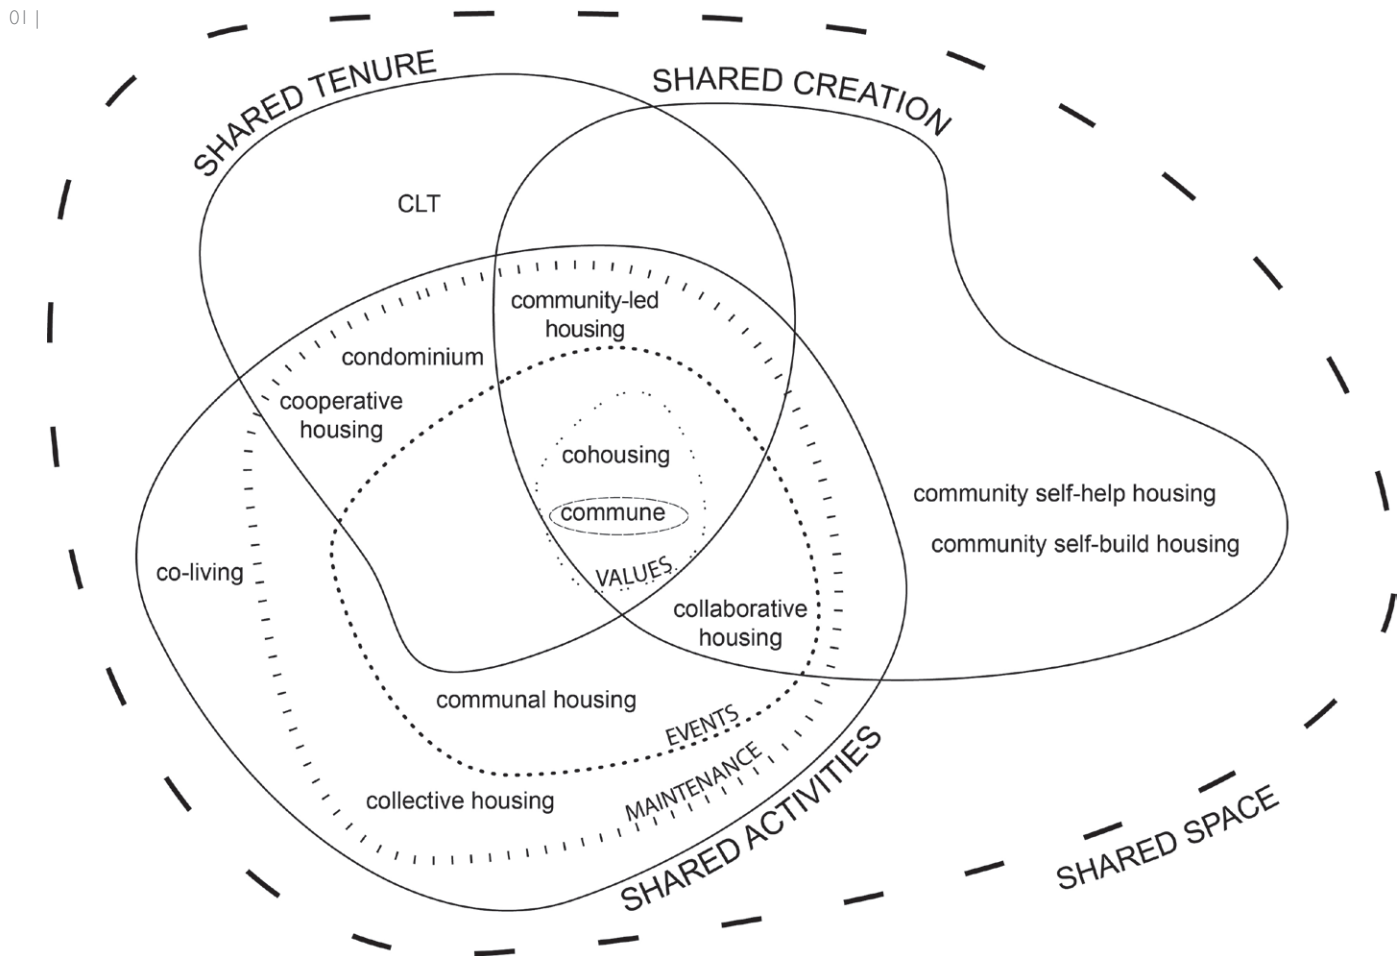 01 |
SHARED TENURE
SHARED CREATION
CLT
community-led
housing
condominium
cooperative
housing
cohousing
commune
VALUES
community self-help housing
community self-build housing
co-living
collaborative
housing
communal housing
EVENTS
MAINTENANCE
collective housing
SHARED ACTIVITIES
SHARED SPACE